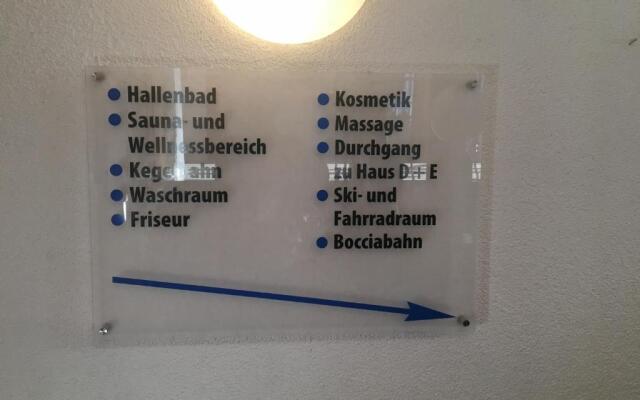 Hallenbad
Sauna- und
Wellnessbereich
Kegelbahn
Waschraum
Friseur
Kosmetik
Massage
Durchgang
zu Haus D + E
Ski- und
Fahrradraum
Bocciabahn